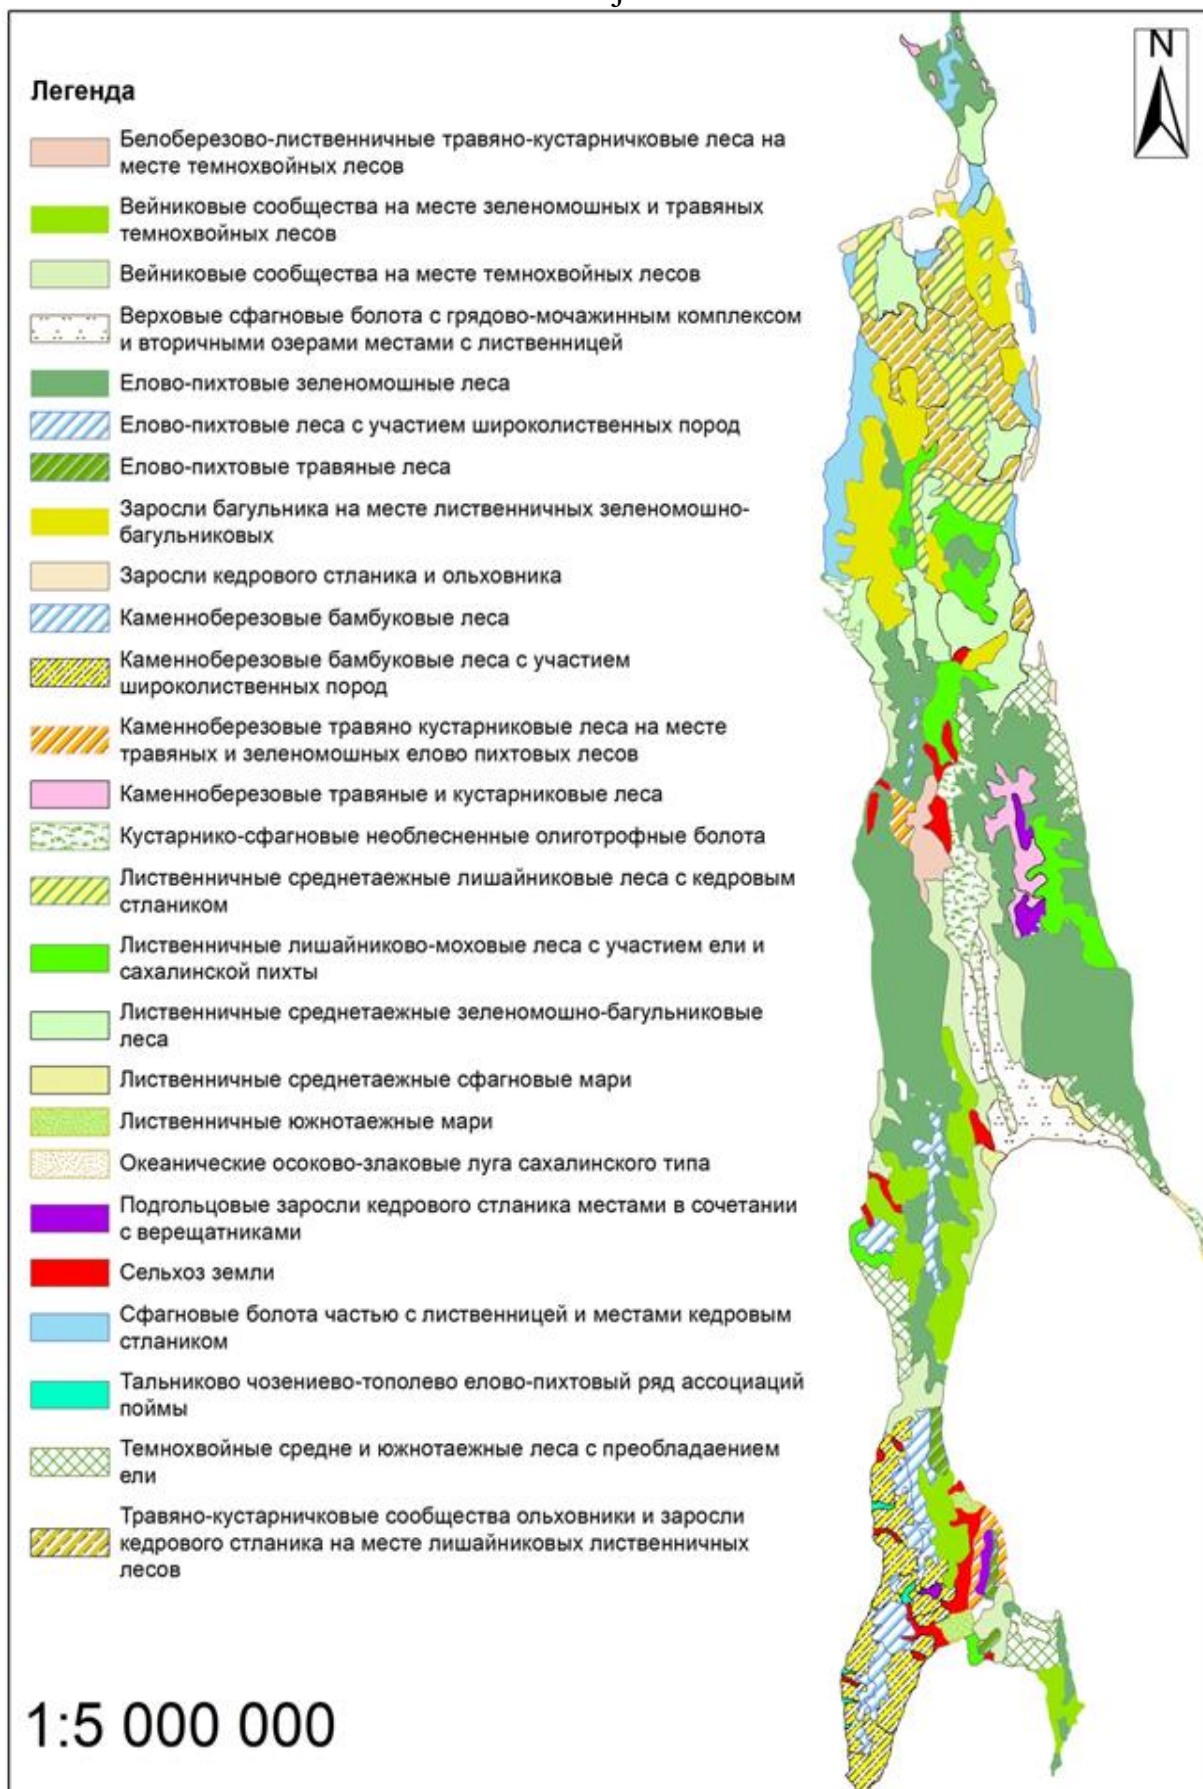 N
Легенда
Белоберезово-лиственничные травяно-кустарничковые леса на
месте темнохвойных лесов
Вейниковые сообщества на месте зеленомошных и травяных
темнохвойных лесов
Вейниковые сообщества на месте темнохвойных лесов
Верховые сфагновые болота с грядово-мочажинным комплексом
и вторичными озерами местами с лиственницей
Елово-пихтовые зеленомошные леса
Елово-пихтовые леса с участием широколиственных пород
Елово-пихтовые травяные леса
Заросли багульника на месте лиственничных зеленомошно-
багульниковых
Заросли кедрового стланика и ольховника
Каменноберезовые бамбуковые леса
Каменноберезовые бамбуковые леса с участием
широколиственных пород
Каменноберезовые травяно кустарниковые леса на месте
травяных и зеленомошных елово пихтовых лесов
Каменноберезовые травяные и кустарниковые леса
Кустарнико-сфагновые необлесненные олиготрофные болота
Лиственничные среднетаежные лишайниковые леса с кедровым
стлаником
Лиственничные лишайниково-моховые леса с участием ели и
сахалинской пихты
Лиственничные среднетаежные зеленомошно-багульниковые
леса
Лиственничные среднетаежные сфагновые мари
Лиственничные южнотаежные мари
Океанические осоково-злаковые луга сахалинского типа
Подгольцовые заросли кедрового стланика местами в сочетании
с верещатниками
Сельхоз земли
Сфагновые болота частью с лиственницей и местами кедровым
стлаником
Тальниково чозениево-тополево елово-пихтовый ряд ассоциаций
поймы
Темнохвойные средне и южнотаежные леса с преобладаением
ели
Травяно-кустарничковые сообщества ольховники и заросли
кедрового стланика на месте лишайниковых лиственничных
лесов
1:5 000 000